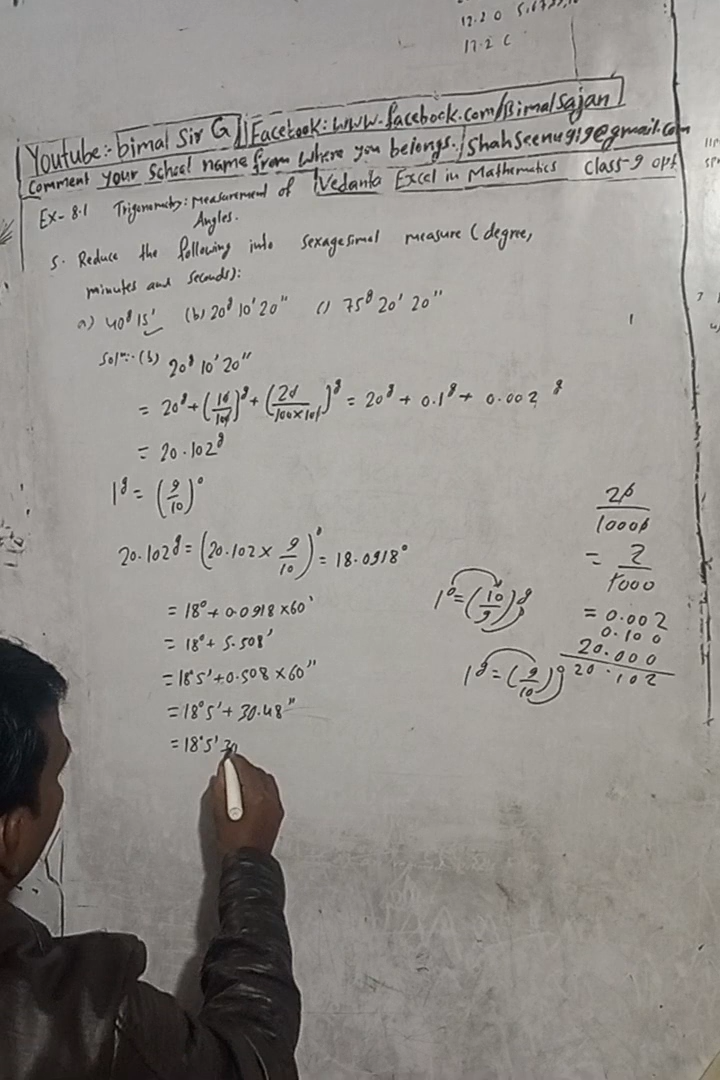 17.2 0
17.2 C
Youtube:- bimal Sir G || Facebook: www.facebook.com/Bimalsajan
Comment your School name from where you belongs. / Shahseenu919@gmail.com
Ex- 8.1 Trigonometry: Measurement of Angles. Vedanta Excel in Mathematics Class-9 opt
5. Reduce the following into sexagesimal measure (degree,
minutes and seconds):
a) 40ᵍ 15' (b) 20ᵍ 10' 20" c) 75ᵍ 20' 20"
Solⁿ:- (b) 20ᵍ 10' 20"
= 20ᵍ + (10/100)ᵍ + (20/100×100)ᵍ = 20ᵍ + 0.1ᵍ + 0.002ᵍ
= 20.102ᵍ
1ᵍ = (9/10)°
20.102ᵍ = (20.102 × 9/10)° = 18.0918°
= 18° + 0.0918 × 60'
= 18° + 5.508'
= 18°5' + 0.508 × 60"
= 18°5' + 30.48"
= 18°5' 30
1° = (10/9)ᵍ
1ᵍ = (9/10)°
20/10000
= 2/1000
= 0.002
0.100
20.000
20.102